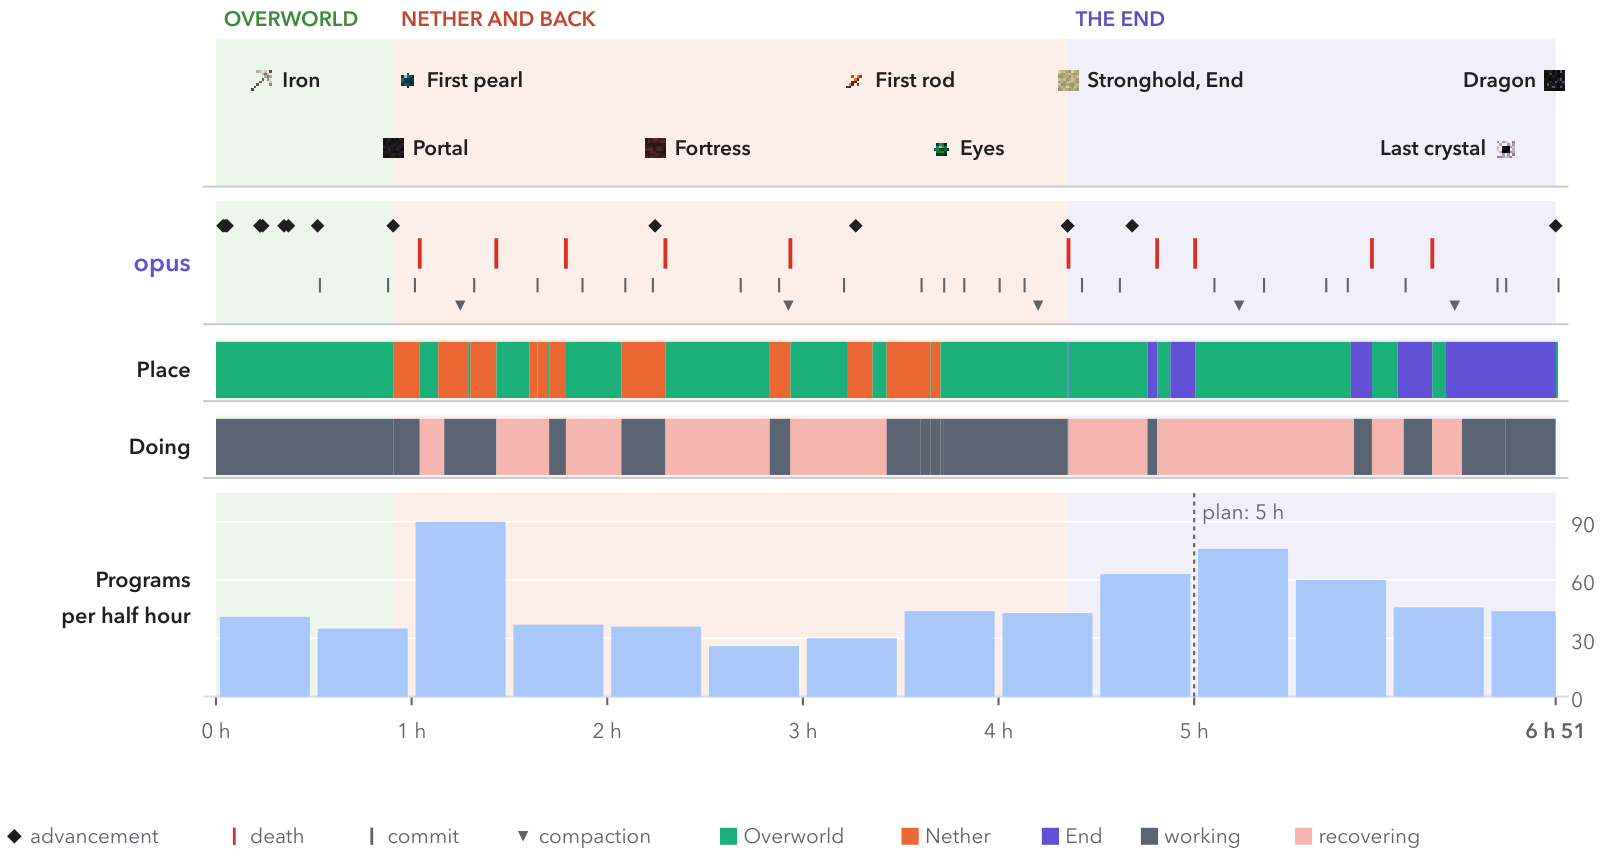 OVERWORLD NETHER AND BACK THE END
Iron First pearl First rod Stronghold, End Dragon
Portal Fortress Eyes Last crystal
opus
Place
Doing
plan: 5 h
90
Programs 60
per half hour
30
0
0 h 1 h 2 h 3 h 4 h 5 h 6 h 51
advancement death commit compaction Overworld Nether End working recovering